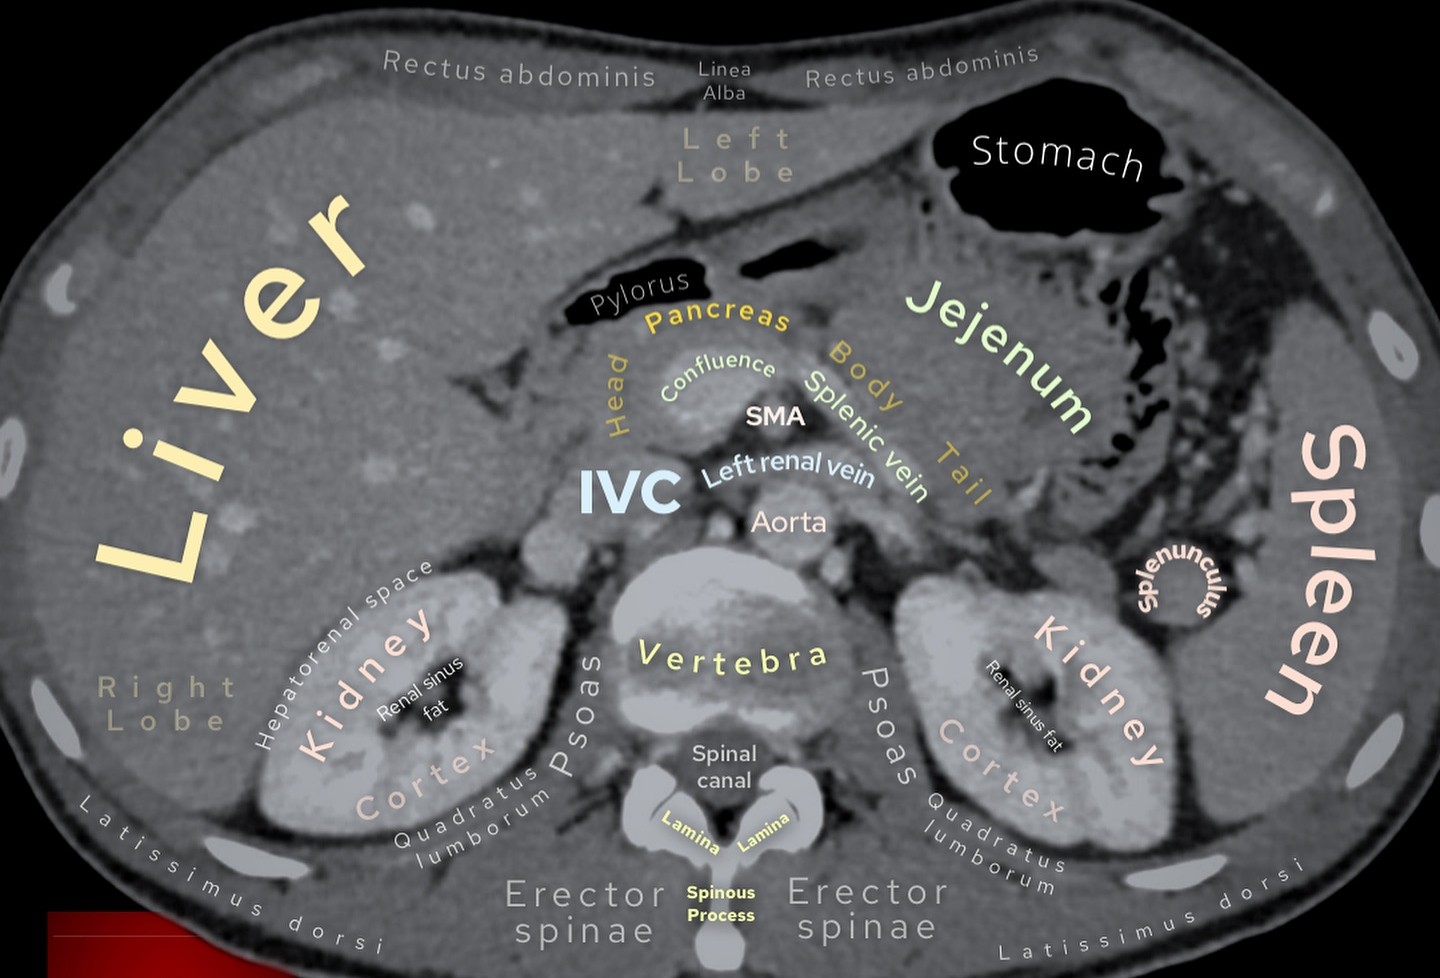 Rectus abdominis
Linea
Alba
Rectus abdominis
Left
Lobe
Stomach
Liver
Pylorus
Pancreas
Jejenum
Head
Confluence
Body
SMA
Splenic vein
Tail
IVC
Left renal vein
Aorta
Spleen
Splenunculus
Hepatorenal space
Kidney
Renal sinus
fat
Cortex
Right
Lobe
Psoas
Vertebra
Psoas
Kidney
Renal sinus fat
Cortex
Spinal
canal
Quadratus
lumborum
Lamina
Lamina
Quadratus
lumborum
Latissimus dorsi
Erector
spinae
Spinous
Process
Erector
spinae
Latissimus dorsi